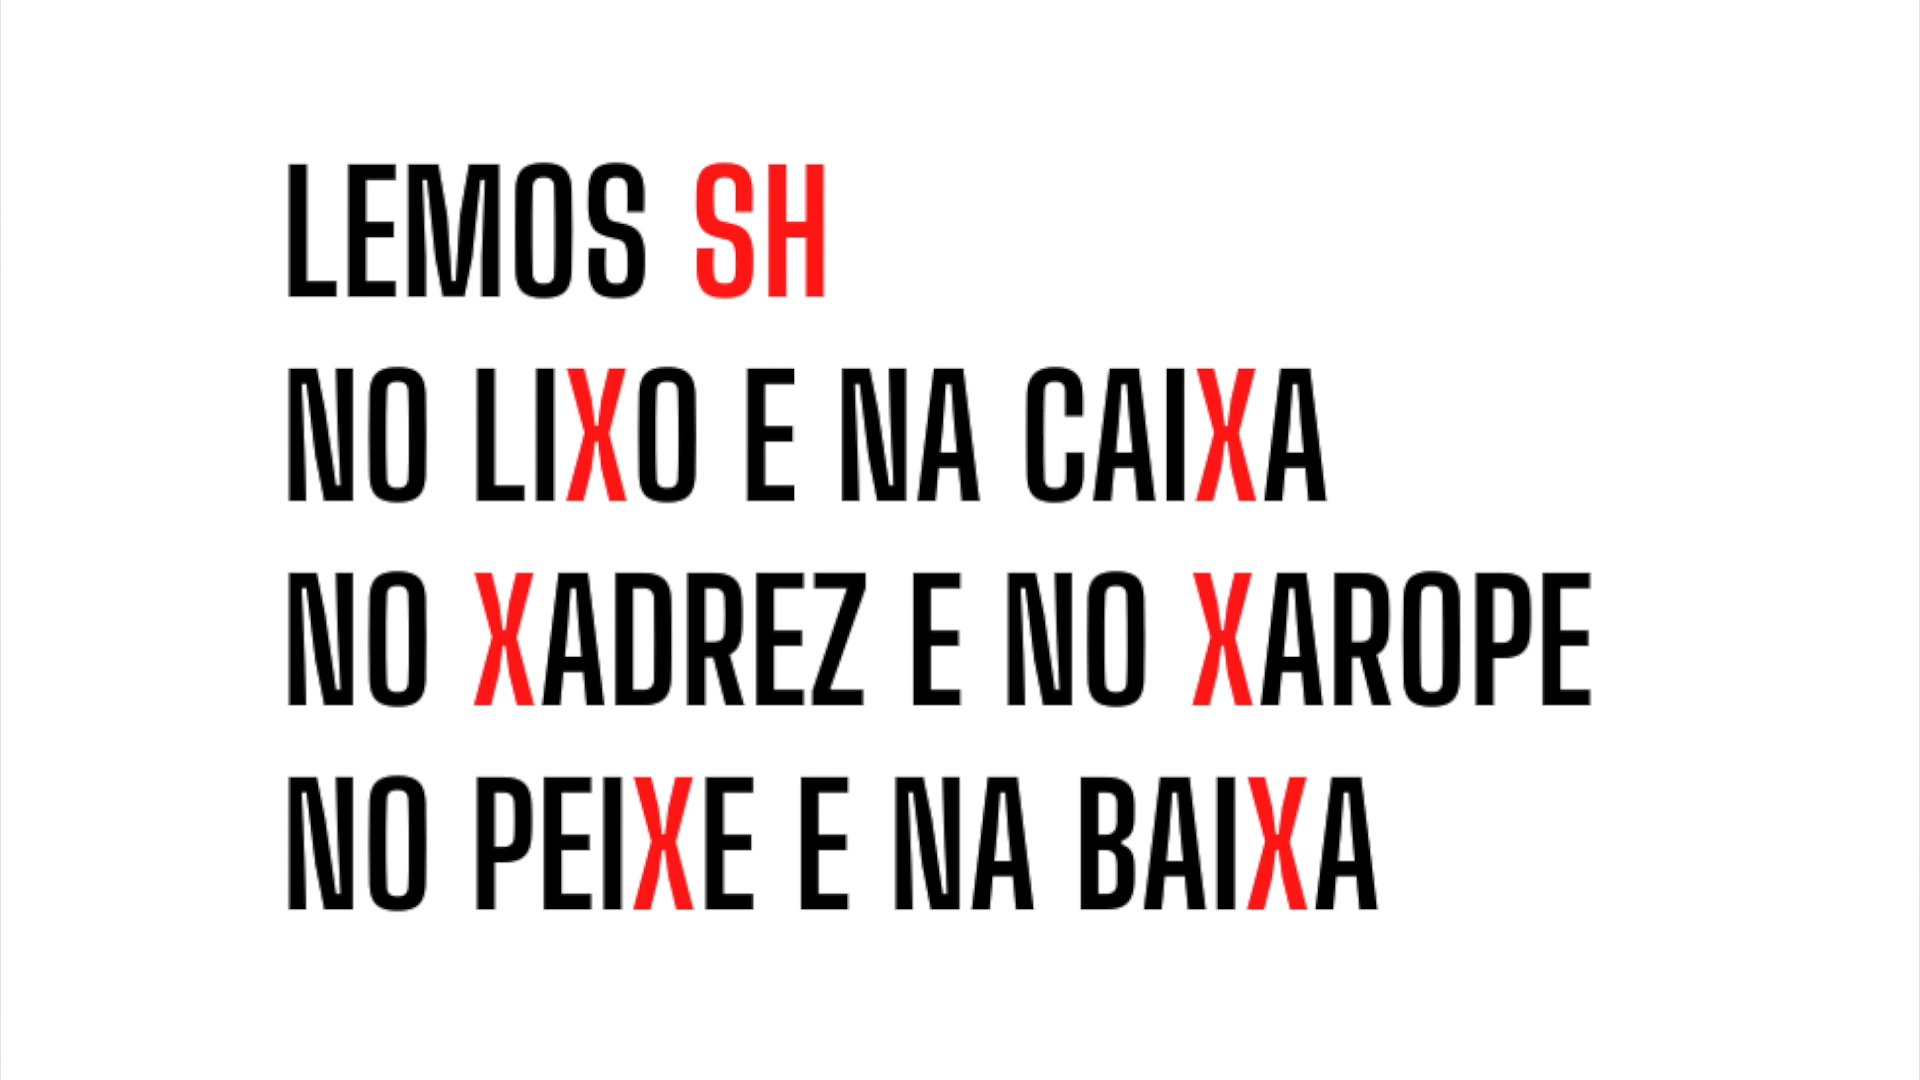 LEMOS SH
NO LIXO E NA CAIXA
NO XADREZ E NO XAROPE
NO PEIXE E NA BAIXA